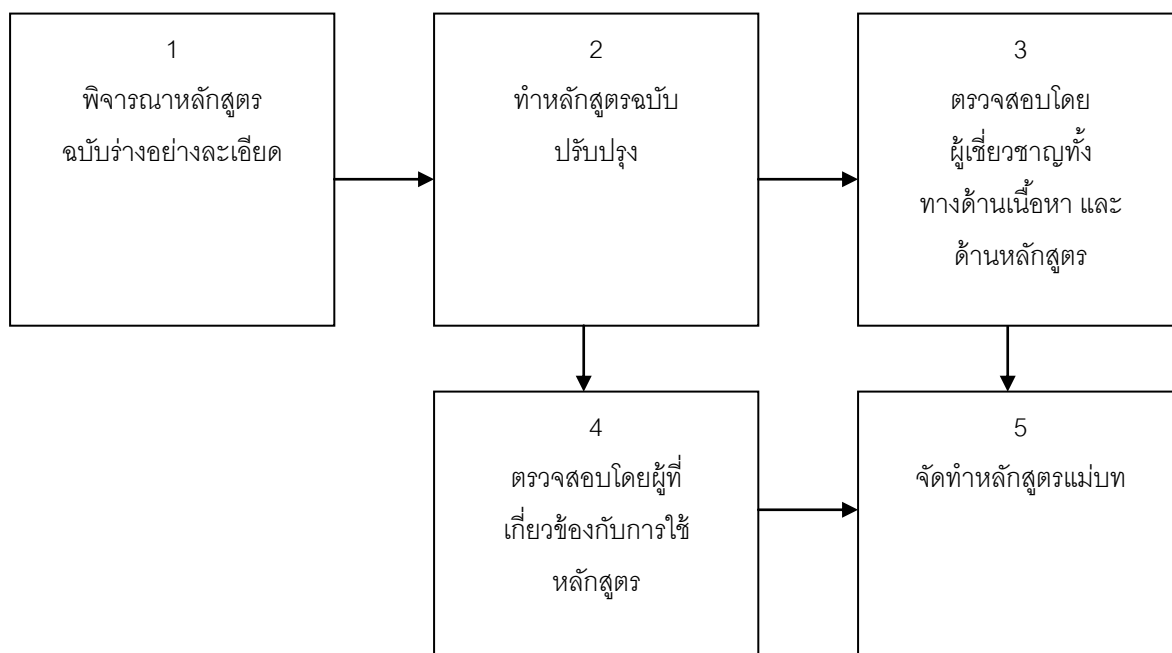 1
พิจารณาหลักสูตร
ฉบับร่างอย่างละเอียด
2
ทำหลักสูตรฉบับ
ปรับปรุง
3
ตรวจสอบโดย
ผู้เชี่ยวชาญทั้ง
ทางด้านเนื้อหา และ
ด้านหลักสูตร
4
ตรวจสอบโดยผู้ที่
เกี่ยวข้องกับการใช้
หลักสูตร
5
จัดทำหลักสูตรแม่บท